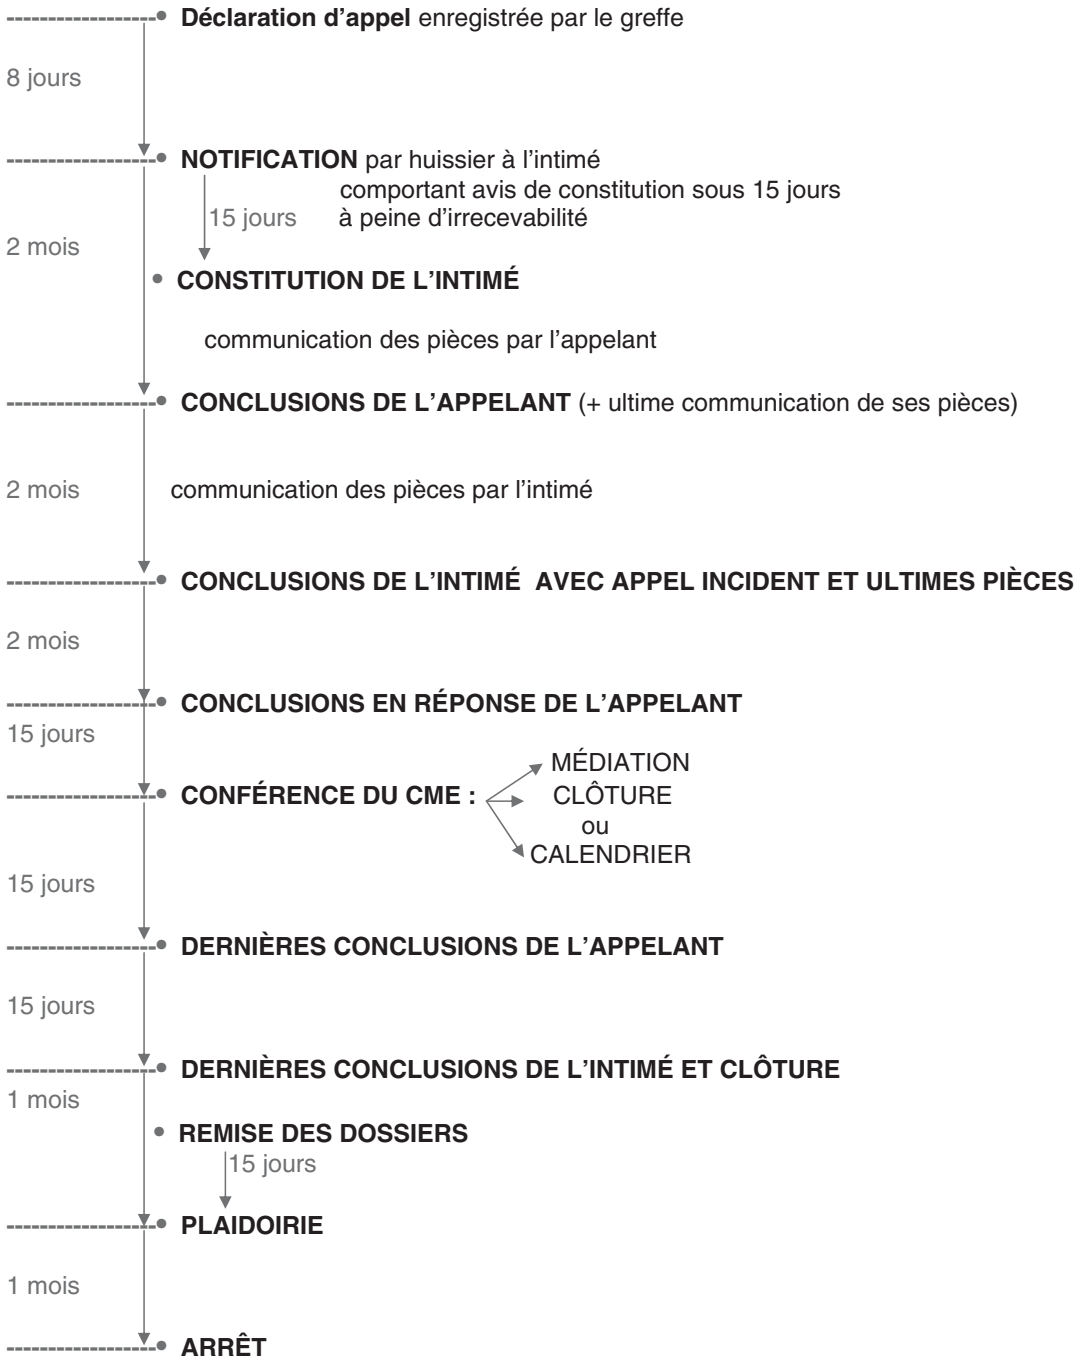 Déclaration d’appel enregistrée par le greffe
8 jours
NOTIFICATION par huissier à l’intimé
comportant avis de constitution sous 15 jours
15 jours à peine d’irrecevabilité
2 mois
CONSTITUTION DE L’INTIMÉ
communication des pièces par l’appelant
CONCLUSIONS DE L’APPELANT (+ ultime communication de ses pièces)
2 mois communication des pièces par l’intimé
CONCLUSIONS DE L’INTIMÉ AVEC APPEL INCIDENT ET ULTIMES PIÈCES
2 mois
CONCLUSIONS EN RÉPONSE DE L’APPELANT
15 jours
MÉDIATION
CONFÉRENCE DU CME : CLÔTURE
ou
CALENDRIER
15 jours
DERNIÈRES CONCLUSIONS DE L’APPELANT
15 jours
DERNIÈRES CONCLUSIONS DE L’INTIMÉ ET CLÔTURE
1 mois
REMISE DES DOSSIERS
15 jours
PLAIDOIRIE
1 mois
ARRÊT